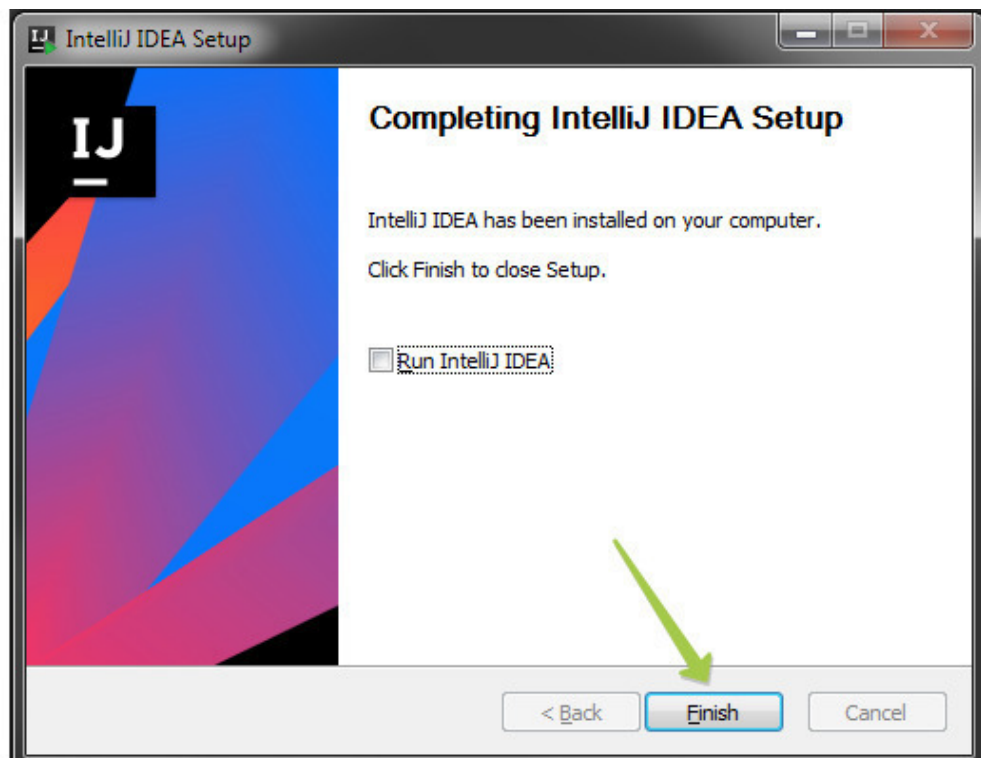 IntelliJ IDEA Setup
IJ
Completing IntelliJ IDEA Setup
IntelliJ IDEA has been installed on your computer.
Click Finish to close Setup.
Run IntelliJ IDEA
< Back Finish Cancel